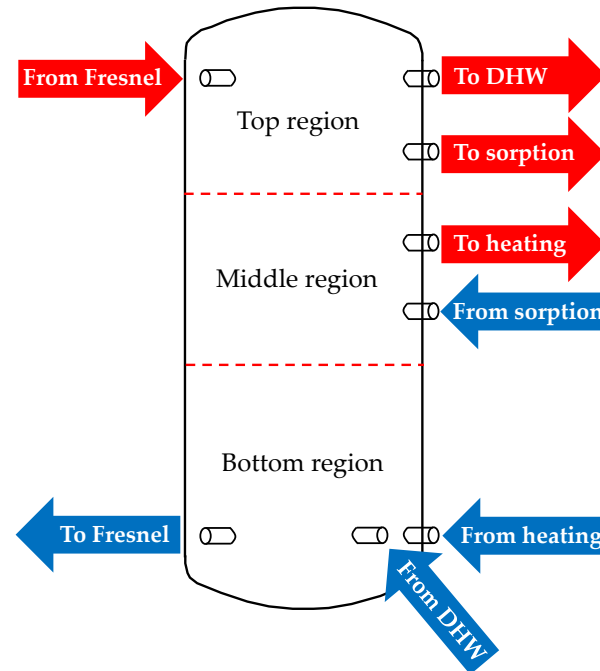 From Fresnel
To DHW
Top region
To sorption
To heating
Middle region
From sorption
Bottom region
To Fresnel
From heating
From DHW